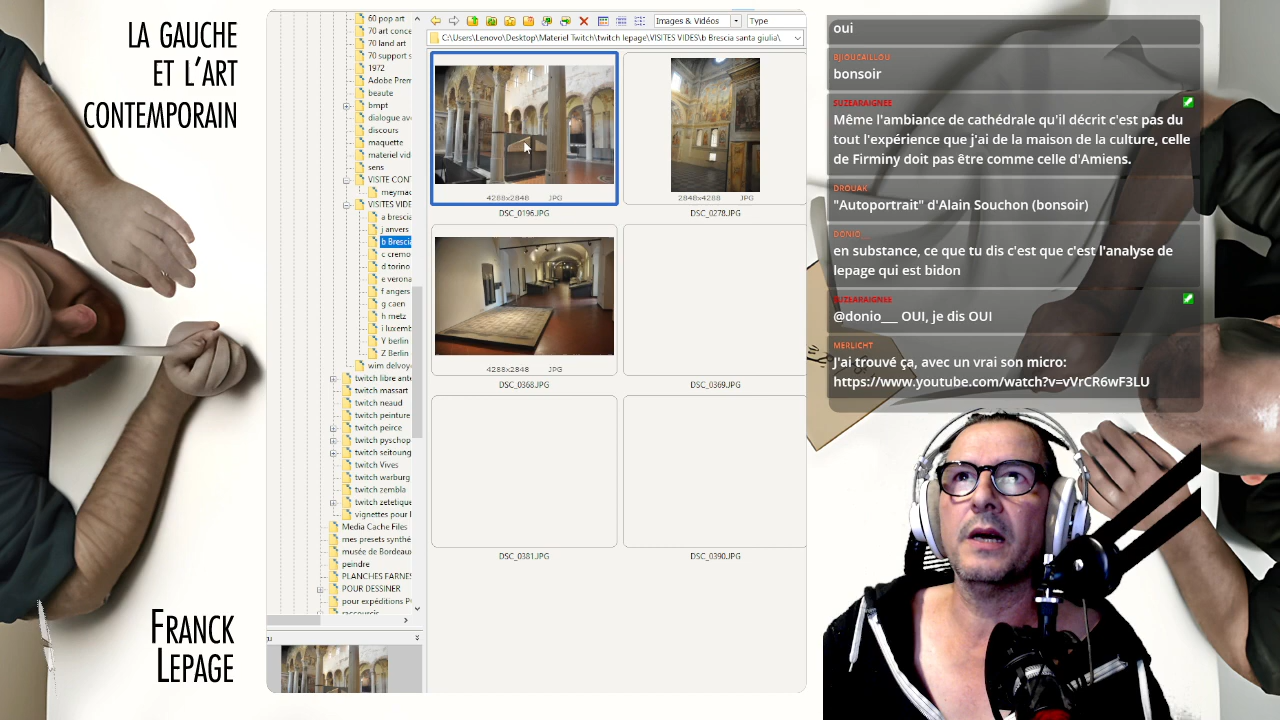 LA GAUCHE
ET L'ART
CONTEMPORAIN
FRANCK
LEPAGE
60 pop art
70 art conce
70 land art
70 support s
1972
Adobe Prem
beaute
bmpt
dialogue ave
discours
maquette
materiel vid
sens
VISITE CONT
meymac
VISITES VIDE
a brescia
j anvers
b Brescia
c cremo
d torino
e verona
f angers
g caen
h metz
i luxemb
Y berlin
Z Berlin
wim delvoy
twitch libre ante
twitch massart
twitch neaud
twitch peinture
twitch peirce
twitch pyschop
twitch seitoung
twitch Vives
twitch warburg
twitch zembla
twitch zetetique
vignettes pour l
Media Cache Files
mes presets synthé
musée de Bordeau
peindre
PLANCHES FARNES
POUR DESSINER
pour expéditions P
Images & Vidéos
Type
C:\Users\Lenovo\Desktop\Materiel Twitch\twitch lepage\VISITES VIDES\b Brescia santa giulia\
4288x2848 JPG
DSC_0196.JPG
2848x4288 JPG
DSC_0278.JPG
4288x2848 JPG
DSC_0368.JPG
DSC_0369.JPG
DSC_0381.JPG
DSC_0390.JPG
oui
BJIOUCAILLOU
bonsoir
SUZEARAIGNEE
Même l'ambiance de cathédrale qu'il décrit c'est pas du
tout l'expérience que j'ai de la maison de la culture, celle
de Firminy doit pas être comme celle d'Amiens.
DROUAK
"Autoportrait" d'Alain Souchon (bonsoir)
DONIO__
en substance, ce que tu dis c'est que c'est l'analyse de
lepage qui est bidon
SUZEARAIGNEE
@donio___ OUI, je dis OUI
MERLICHT
J'ai trouvé ça, avec un vrai son micro:
https://www.youtube.com/watch?v=vVrCR6wF3LU